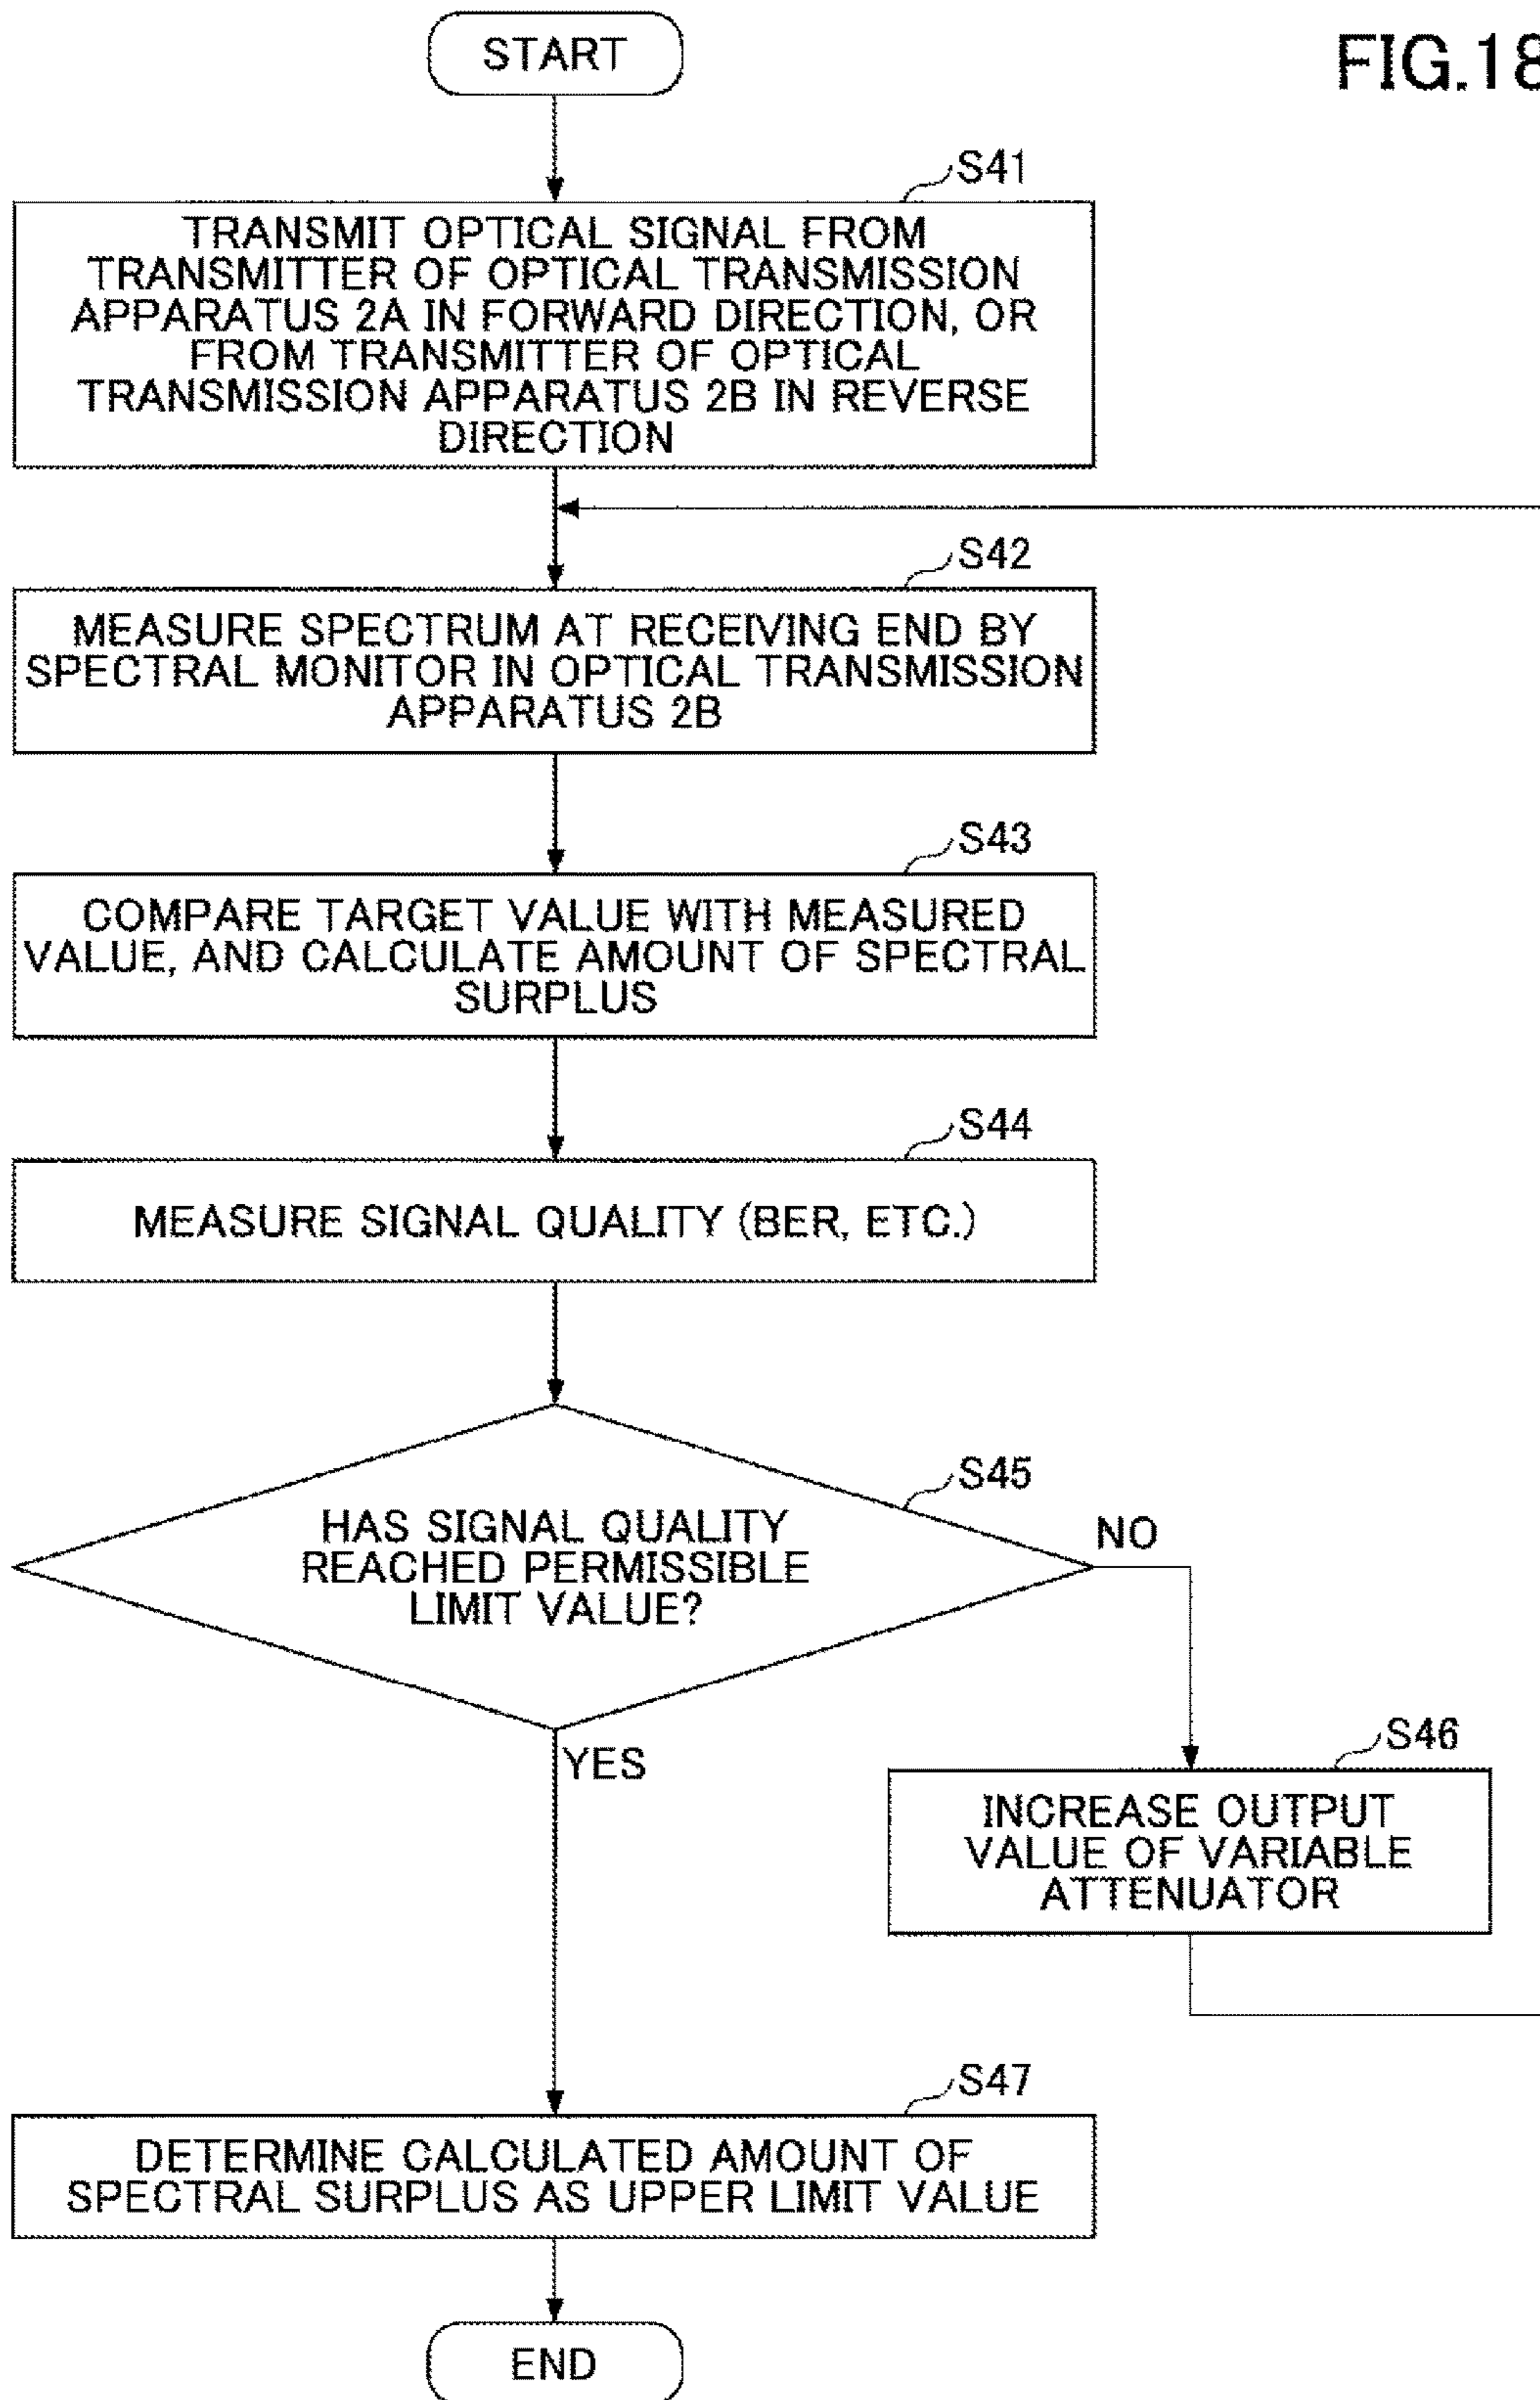 START
FIG.18
S41
TRANSMIT OPTICAL SIGNAL FROM
TRANSMITTER OF OPTICAL TRANSMISSION
APPARATUS 2A IN FORWARD DIRECTION, OR
FROM TRANSMITTER OF OPTICAL
TRANSMISSION APPARATUS 2B IN REVERSE
DIRECTION
S42
MEASURE SPECTRUM AT RECEIVING END BY
SPECTRAL MONITOR IN OPTICAL TRANSMISSION
APPARATUS 2B
S43
COMPARE TARGET VALUE WITH MEASURED
VALUE, AND CALCULATE AMOUNT OF SPECTRAL
SURPLUS
S44
MEASURE SIGNAL QUALITY (BER, ETC.)
S45
HAS SIGNAL QUALITY
REACHED PERMISSIBLE
LIMIT VALUE?
NO
YES
S46
INCREASE OUTPUT
VALUE OF VARIABLE
ATTENUATOR
S47
DETERMINE CALCULATED AMOUNT OF
SPECTRAL SURPLUS AS UPPER LIMIT VALUE
END